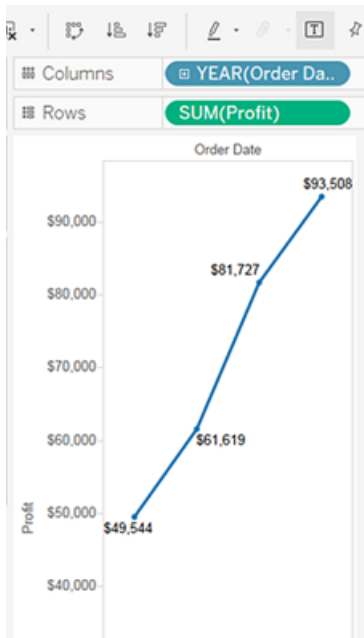 T
Columns
YEAR(Order Da..
Rows
SUM(Profit)
Order Date
$93,508
$90,000
$81,727
$80,000
$70,000
$60,000
$61,619
$50,000
$49,544
Profit
$40,000